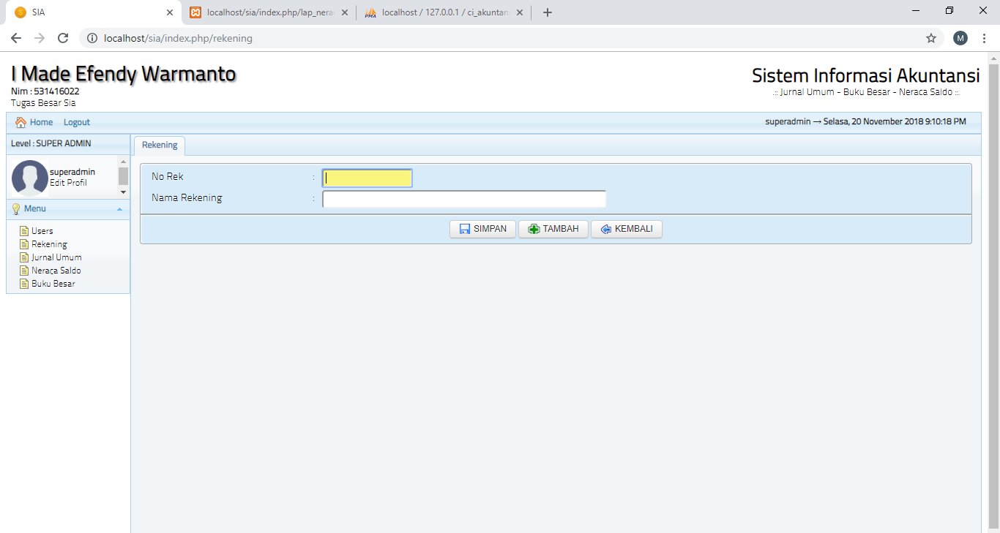 SIA
localhost/sia/index.php/lap_nera
localhost / 127.0.0.1 / ci_akuntan
localhost/sia/index.php/rekening
M
I Made Efendy Warmanto
Nim : 531416022
Tugas Besar Sia
Sistem Informasi Akuntansi
.:: Jurnal Umum - Buku Besar - Neraca Saldo ::.
Home Logout
superadmin → Selasa, 20 November 2018 9:10:18 PM
Level : SUPER ADMIN
superadmin
Edit Profil
Menu
Users
Rekening
Jurnal Umum
Neraca Saldo
Buku Besar
Rekening
No Rek :
Nama Rekening :
SIMPAN TAMBAH KEMBALI